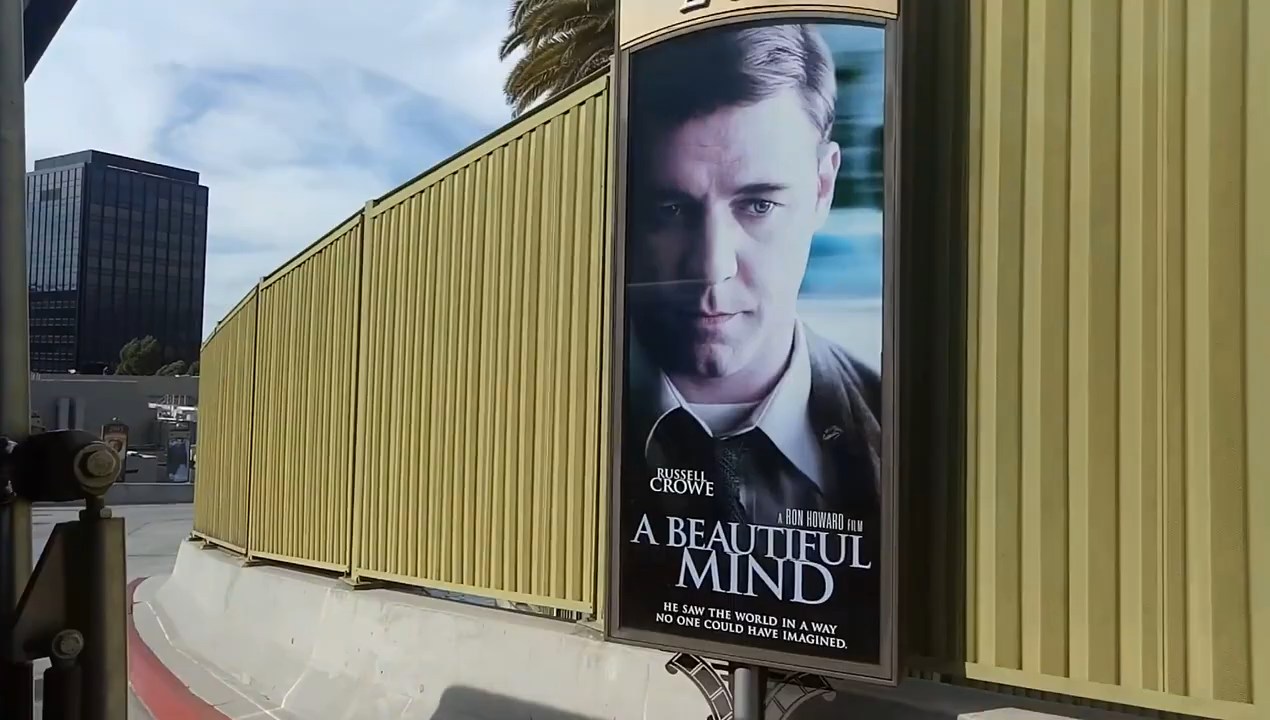 RUSSELL
CROWE
A RON HOWARD FILM
A BEAUTIFUL
MIND
HE SAW THE WORLD IN A WAY
NO ONE COULD HAVE IMAGINED.